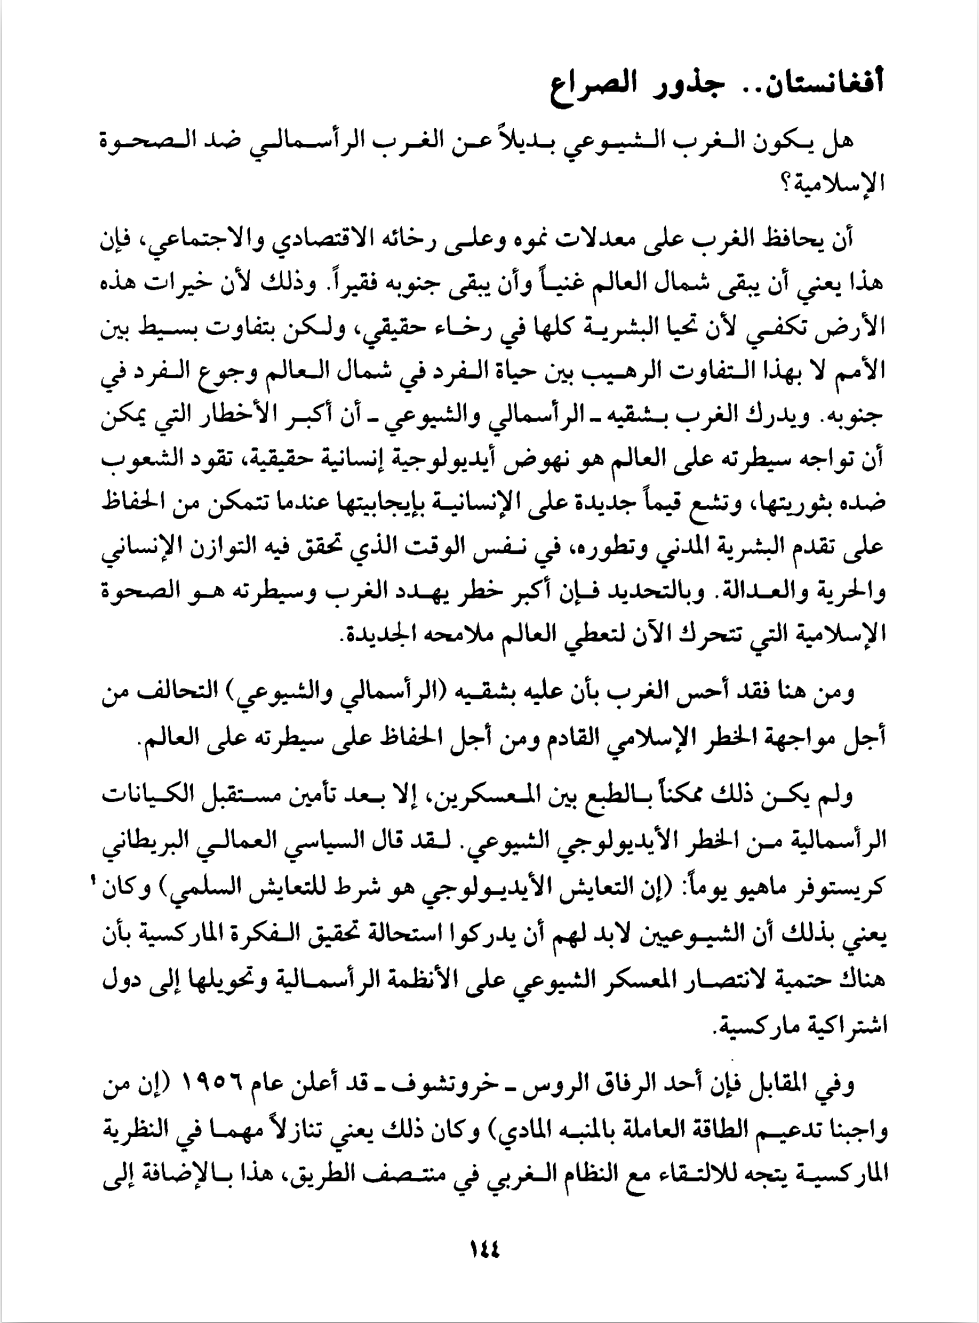 أفغانستان.. جذور الصراع
هل يكون الغرب الشيوعي بديلاً عن الغرب الرأسمالي ضد الصحوة
الإسلامية؟
أن يحافظ الغرب على معدلات نموه وعلى رخائه الاقتصادي والاجتماعي، فإن
هذا يعني أن يبقى شمال العالم غنياً وأن يبقى جنوبه فقيراً. وذلك لأن خيرات هذه
الأرض تكفي لأن تحيا البشرية كلها في رخاء حقيقي، ولكن بتفاوت بسيط بين
الأمم لا بهذا التفاوت الرهيب بين حياة الفرد في شمال العالم وجوع الفرد في
جنوبه. ويدرك الغرب بشقيه ـ الرأسمالي والشيوعي ـ أن أكبر الأخطار التي يمكن
أن تواجه سيطرته على العالم هو نهوض أيديولوجية إنسانية حقيقية، تقود الشعوب
ضده بثوريتها، وتشع قيماً جديدة على الإنسانية بإيجابيتها عندما تتمكن من الحفاظ
على تقدم البشرية المدني وتطوره، في نفس الوقت الذي تحقق فيه التوازن الإنساني
والحرية والعدالة. وبالتحديد فإن أكبر خطر يهدد الغرب وسيطرته هو الصحوة
الإسلامية التي تتحرك الآن لتعطي العالم ملامحه الجديدة.
ومن هنا فقد أحس الغرب بأن عليه بشقيه (الرأسمالي والشيوعي) التحالف من
أجل مواجهة الخطر الإسلامي القادم ومن أجل الحفاظ على سيطرته على العالم.
ولم يكن ذلك ممكناً بالطبع بين المعسكرين، إلا بعد تأمين مستقبل الكيانات
الرأسمالية من الخطر الأيديولوجي الشيوعي. لقد قال السياسي العمالي البريطاني
كريستوفر ماهيو يوماً: (إن التعايش الأيديولوجي هو شرط للتعايش السلمي) وكان
يعني بذلك أن الشيوعيين لابد لهم أن يدركوا استحالة تحقيق الفكرة الماركسية بأن
هناك حتمية لانتصار المعسكر الشيوعي على الأنظمة الرأسمالية وتحويلها إلى دول
اشتراكية ماركسية.
وفي المقابل فإن أحد الرفاق الروس ـ خروتشوف ـ قد أعلن عام ١٩٥٦ (إن من
واجبنا تدعيم الطاقة العاملة بالمنبه المادي) وكان ذلك يعني تنازلاً مهما في النظرية
الماركسية يتجه للالتقاء مع النظام الغربي في منتصف الطريق، هذا بالإضافة إلى
١٤٤